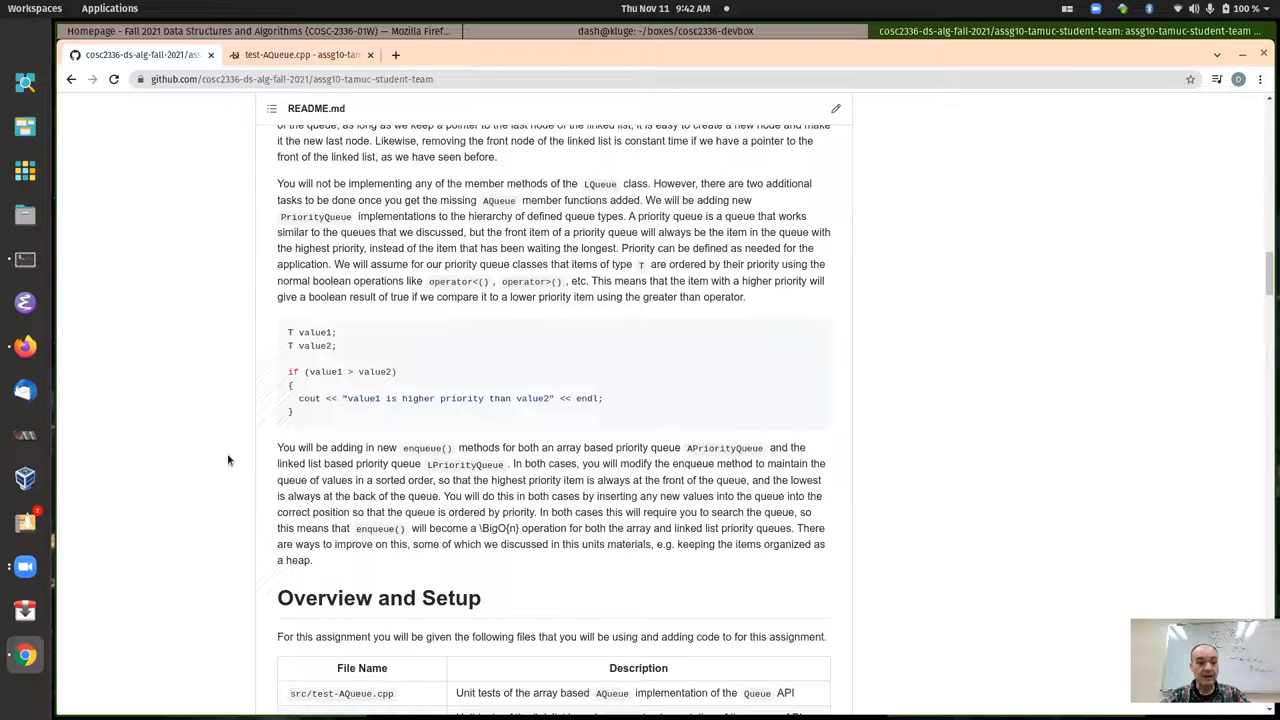 Workspaces Applications Thu Nov 11 9:42 AM 100 %
Homepage - Fall 2021 Data Structures and Algorithms (COSC-2336-01W) — Mozilla Firef... dash@kluge: ~/boxes/cosc2336-devbox cosc2336-ds-alg-fall-2021/assg10-tamuc-student-team: assg10-tamuc-student-team ...
cosc2336-ds-alg-fall-2021/ass test-AQueue.cpp - assg10-tam
github.com/cosc2336-ds-alg-fall-2021/assg10-tamuc-student-team D
README.md
of the queue, as long as we keep a pointer to the last node of the linked list, it is easy to create a new node and make
it the new last node. Likewise, removing the front node of the linked list is constant time if we have a pointer to the
front of the linked list, as we have seen before.
You will not be implementing any of the member methods of the LQueue class. However, there are two additional
tasks to be done once you get the missing AQueue member functions added. We will be adding new
PriorityQueue implementations to the hierarchy of defined queue types. A priority queue is a queue that works
similar to the queues that we discussed, but the front item of a priority queue will always be the item in the queue with
the highest priority, instead of the item that has been waiting the longest. Priority can be defined as needed for the
application. We will assume for our priority queue classes that items of type T are ordered by their priority using the
normal boolean operations like operator<(), operator>(), etc. This means that the item with a higher priority will
give a boolean result of true if we compare it to a lower priority item using the greater than operator.
T value1;
T value2;
if (value1 > value2)
{
cout << "value1 is higher priority than value2" << endl;
}
You will be adding in new enqueue() methods for both an array based priority queue APriorityQueue and the
linked list based priority queue LPriorityQueue. In both cases, you will modify the enqueue method to maintain the
queue of values in a sorted order, so that the highest priority item is always at the front of the queue, and the lowest
is always at the back of the queue. You will do this in both cases by inserting any new values into the queue into the
correct position so that the queue is ordered by priority. In both cases this will require you to search the queue, so
this means that enqueue() will become a \BigO{n} operation for both the array and linked list priority queues. There
are ways to improve on this, some of which we discussed in this units materials, e.g. keeping the items organized as
a heap.
Overview and Setup
For this assignment you will be given the following files that you will be using and adding code to for this assignment.
File Name Description
src/test-AQueue.cpp Unit tests of the array based AQueue implementation of the Queue API